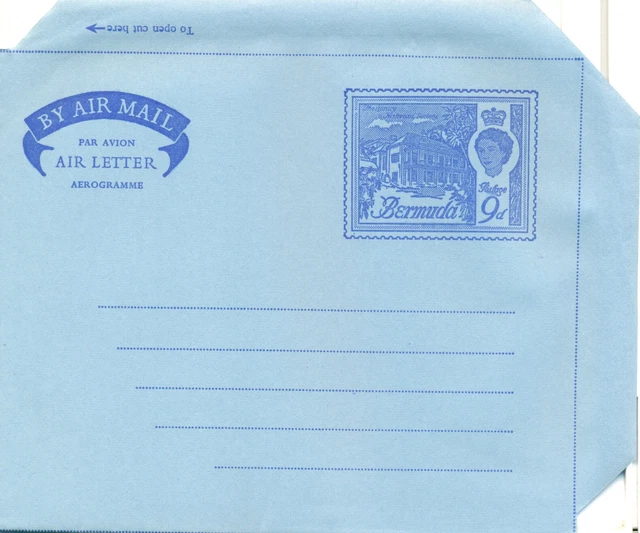 To open cut here
BY AIR MAIL
PAR AVION
AIR LETTER
AEROGRAMME
Bermuda
Postage
9d